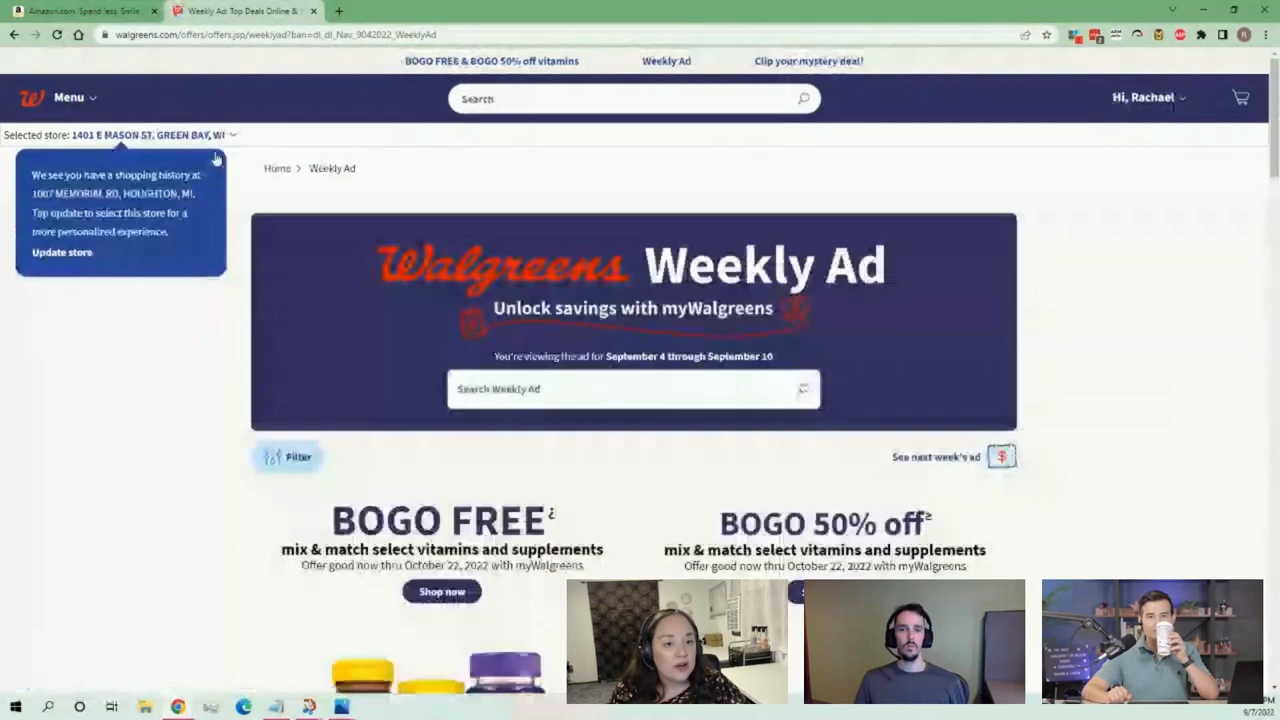 Amazon.com. Spend less. Smile
Weekly Ad: Top Deals Online &
walgreens.com/offers/offers.jsp/weeklyad?ban=dl_dl_Nav_9042022_WeeklyAd
BOGO FREE & BOGO 50% off vitamins
Weekly Ad
Clip your mystery deal!
Menu
Search
Hi, Rachael
Selected store: 1401 E MASON ST, GREEN BAY, WI
We see you have a shopping history at
1007 MEMORIAL RD, HOUGHTON, MI.
Tap update to select this store for a
more personalized experience.
Update store
Home > Weekly Ad
Walgreens Weekly Ad
Unlock savings with myWalgreens
You're viewing the ad for September 4 through September 10
Search Weekly Ad
Filter
See next week's ad
BOGO FREE
mix & match select vitamins and supplements
Offer good now thru October 22, 2022 with myWalgreens.
Shop now
BOGO 50% off
mix & match select vitamins and supplements
Offer good now thru October 22, 2022 with myWalgreens.
PM
9/7/2022